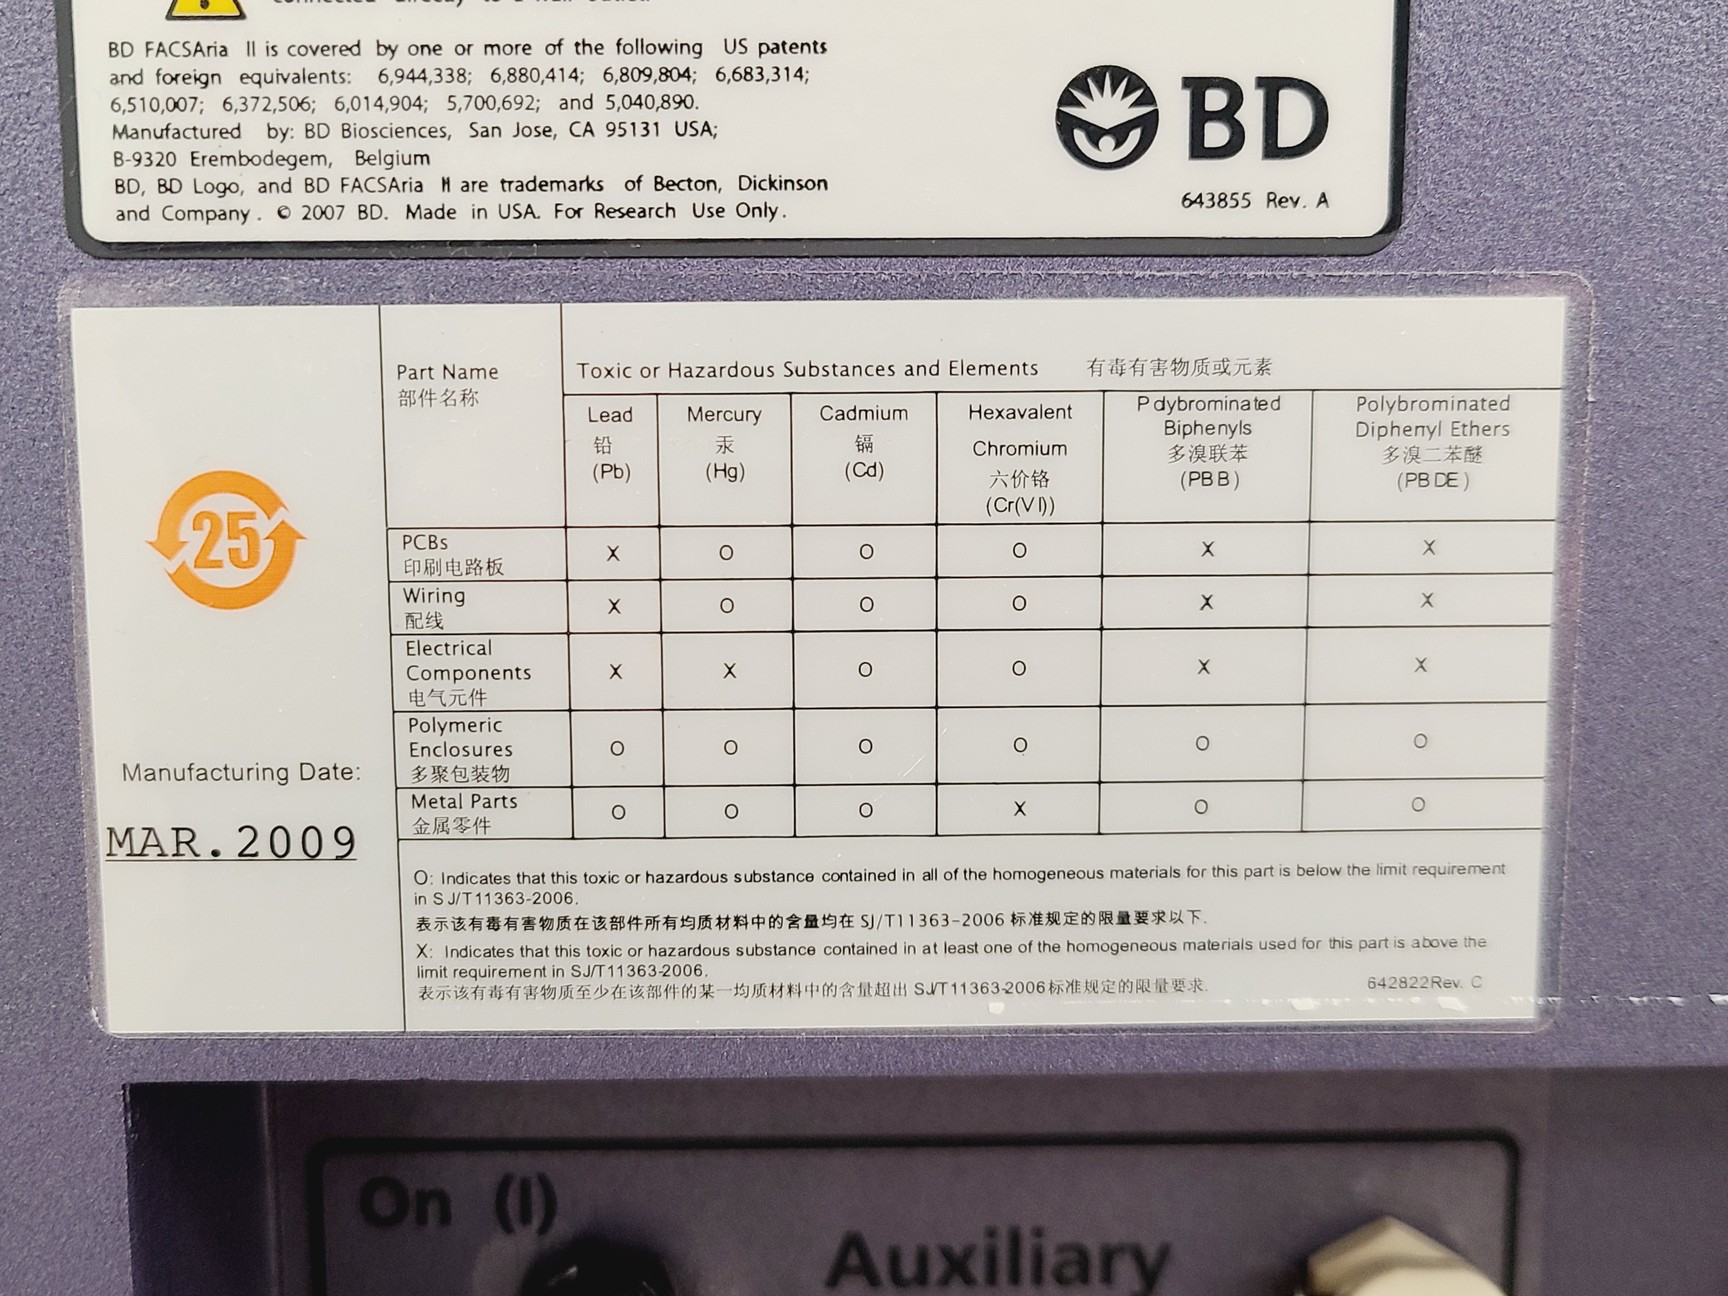 BD FACSAria II is covered by one or more of the following US patents
and foreign equivalents: 6,944,338; 6,880,414; 6,809,804; 6,683,314;
6,510,007; 6,372,506; 6,014,904; 5,700,692; and 5,040,890.
Manufactured by: BD Biosciences, San Jose, CA 95131 USA;
B-9320 Erembodegem, Belgium
BD, BD Logo, and BD FACSAria II are trademarks of Becton, Dickinson
and Company. © 2007 BD. Made in USA. For Research Use Only.
BD
643855 Rev. A
25
Manufacturing Date:
MAR.2009
Part Name
部件名称
Toxic or Hazardous Substances and Elements 有毒有害物质或元素
Lead
铅
(Pb)
Mercury
汞
(Hg)
Cadmium
镉
(Cd)
Hexavalent
Chromium
六价铬
(Cr(VI))
Polybrominated
Biphenyls
多溴联苯
(PBB)
Polybrominated
Diphenyl Ethers
多溴二苯醚
(PBDE)
PCBs
印刷电路板
X O O O X X
Wiring
配线
X O O O X X
Electrical
Components
电气元件
X X O O X X
Polymeric
Enclosures
多聚包装物
O O O O O O
Metal Parts
金属零件
O O O X O O
O: Indicates that this toxic or hazardous substance contained in all of the homogeneous materials for this part is below the limit requirement
in SJ/T11363-2006.
表示该有毒有害物质在该部件所有均质材料中的含量均在 SJ/T11363-2006 标准规定的限量要求以下.
X: Indicates that this toxic or hazardous substance contained in at least one of the homogeneous materials used for this part is above the
limit requirement in SJ/T11363-2006.
表示该有毒有害物质至少在该部件的某一均质材料中的含量超出 SJ/T11363-2006标准规定的限量要求.
642822Rev. C
On (I)
Auxiliary